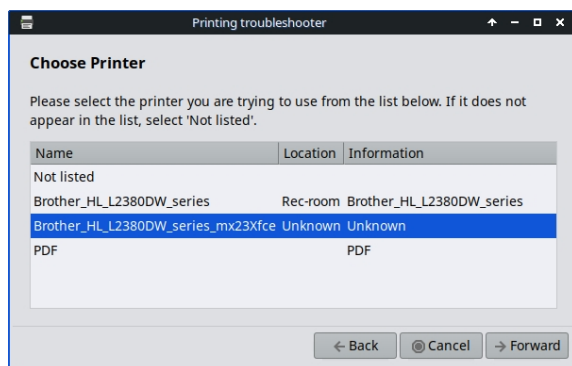 Printing troubleshooter
Choose Printer
Please select the printer you are trying to use from the list below. If it does not
appear in the list, select 'Not listed'.
Name Location Information
Not listed
Brother_HL_L2380DW_series Rec-room Brother_HL_L2380DW_series
Brother_HL_L2380DW_series_mx23Xfce Unknown Unknown
PDF PDF
Back Cancel Forward